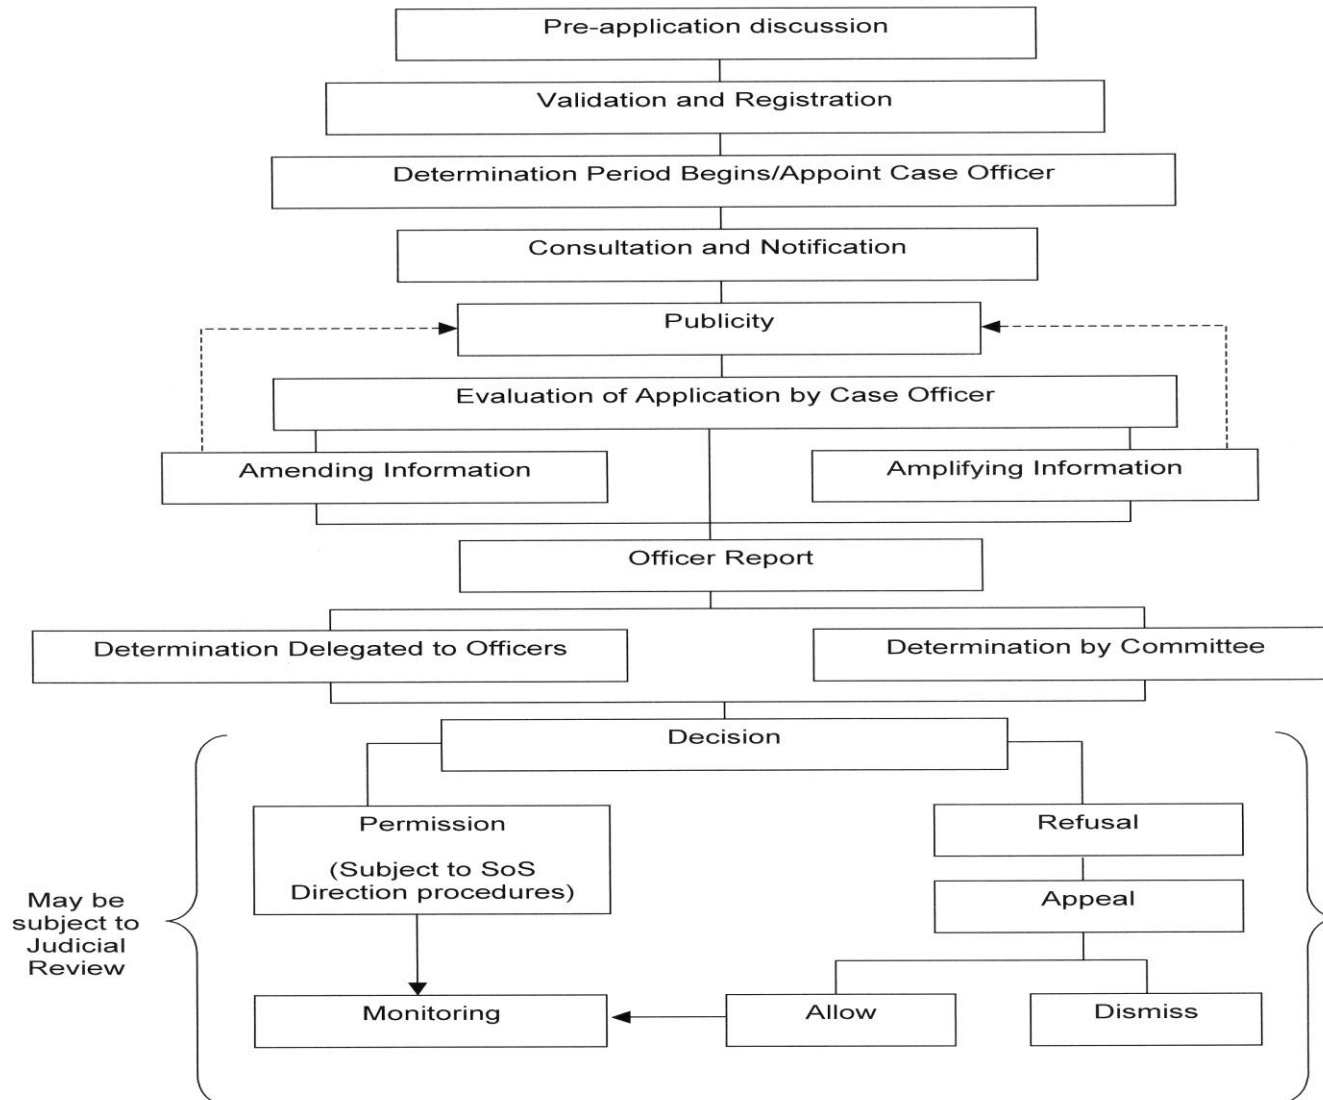 Pre-application discussion
Validation and Registration
Determination Period Begins/Appoint Case Officer
Consultation and Notification
Publicity
Evaluation of Application by Case Officer
Amending Information
Amplifying Information
Officer Report
Determination Delegated to Officers
Determination by Committee
Decision
Permission
(Subject to SoS
Direction procedures)
Refusal
Appeal
May be
subject to
Judicial
Review
Monitoring
Allow
Dismiss